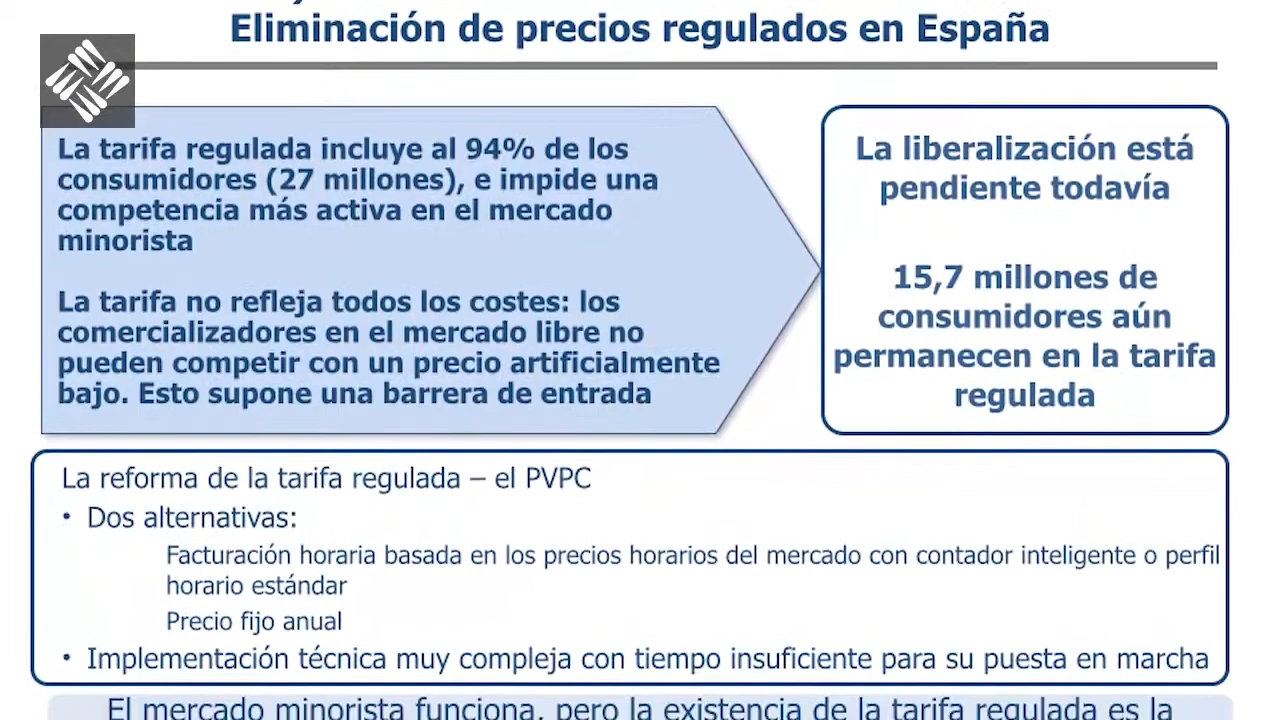 Eliminación de precios regulados en España
La tarifa regulada incluye al 94% de los
consumidores (27 millones), e impide una
competencia más activa en el mercado
minorista
La tarifa no refleja todos los costes: los
comercializadores en el mercado libre no
pueden competir con un precio artificialmente
bajo. Esto supone una barrera de entrada
La liberalización está
pendiente todavía
15,7 millones de
consumidores aún
permanecen en la tarifa
regulada
La reforma de la tarifa regulada – el PVPC
• Dos alternativas:
Facturación horaria basada en los precios horarios del mercado con contador inteligente o perfil
horario estándar
Precio fijo anual
• Implementación técnica muy compleja con tiempo insuficiente para su puesta en marcha
El mercado minorista funciona, pero la existencia de la tarifa regulada es la